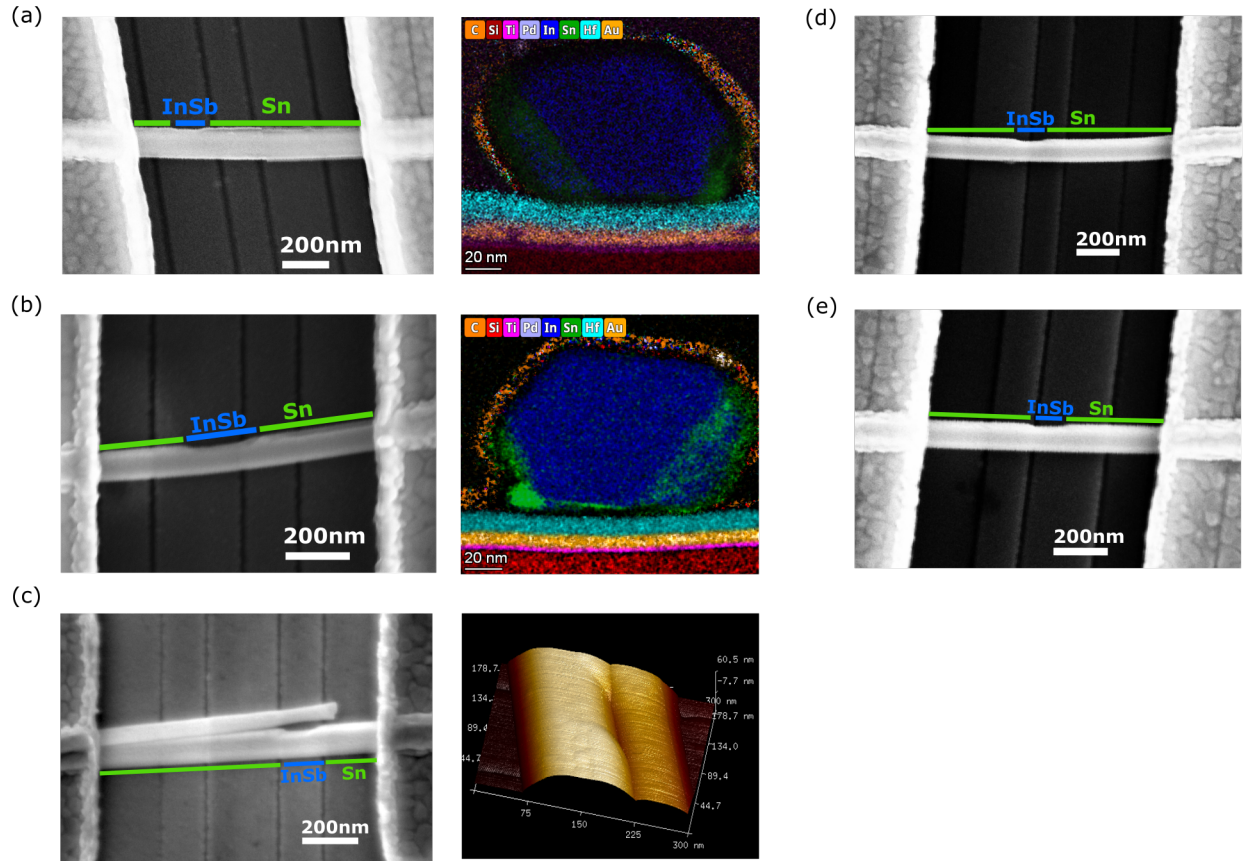 (a)
InSb Sn
200nm
C Si Ti Pd In Sn Hf Au
20 nm
(d)
InSb Sn
200nm
(b)
InSb Sn
200nm
C Si Ti Pd In Sn Hf Au
20 nm
(e)
InSb Sn
200nm
(c)
InSb Sn
200nm
60.5 nm
-7.7 nm
300 nm
178.7 nm
134.0
89.4
44.7
178.7
134.
89.4
44.7
75
150
225
300 nm